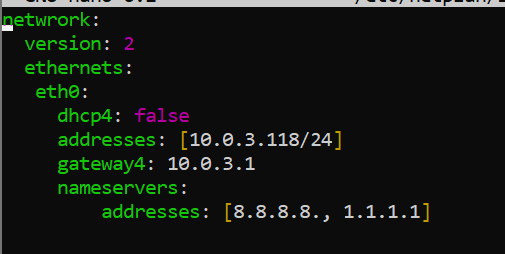 netwrork:
version: 2
ethernets:
eth0:
dhcp4: false
addresses: [10.0.3.118/24]
gateway4: 10.0.3.1
nameservers:
addresses: [8.8.8.8., 1.1.1.1]